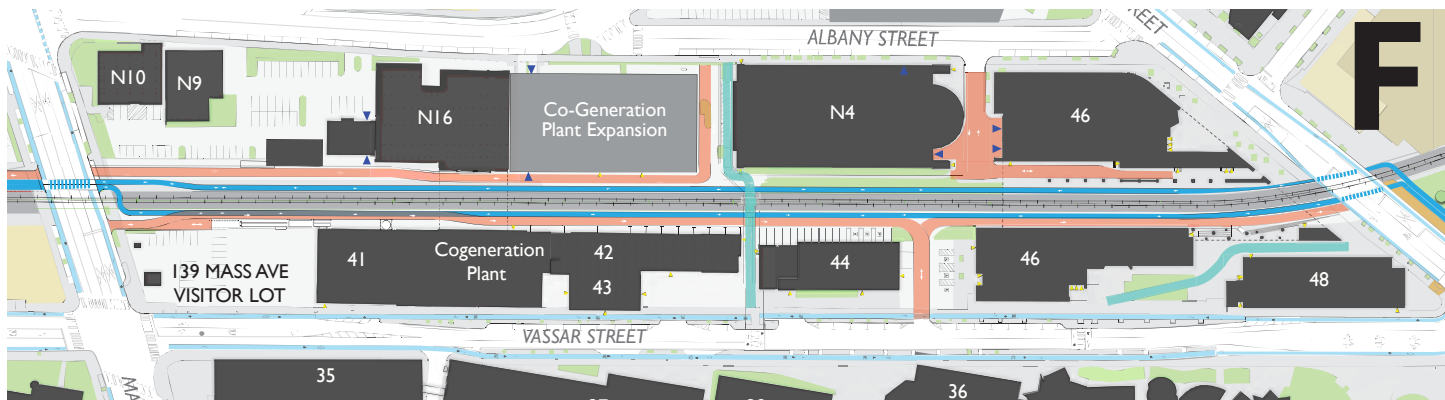 ALBANY STREET
STREET
F
N10
N9
N16
Co-Generation
Plant Expansion
N4
46
41
Cogeneration
Plant
42
43
44
46
48
139 MASS AVE
VISITOR LOT
VASSAR STREET
35
36